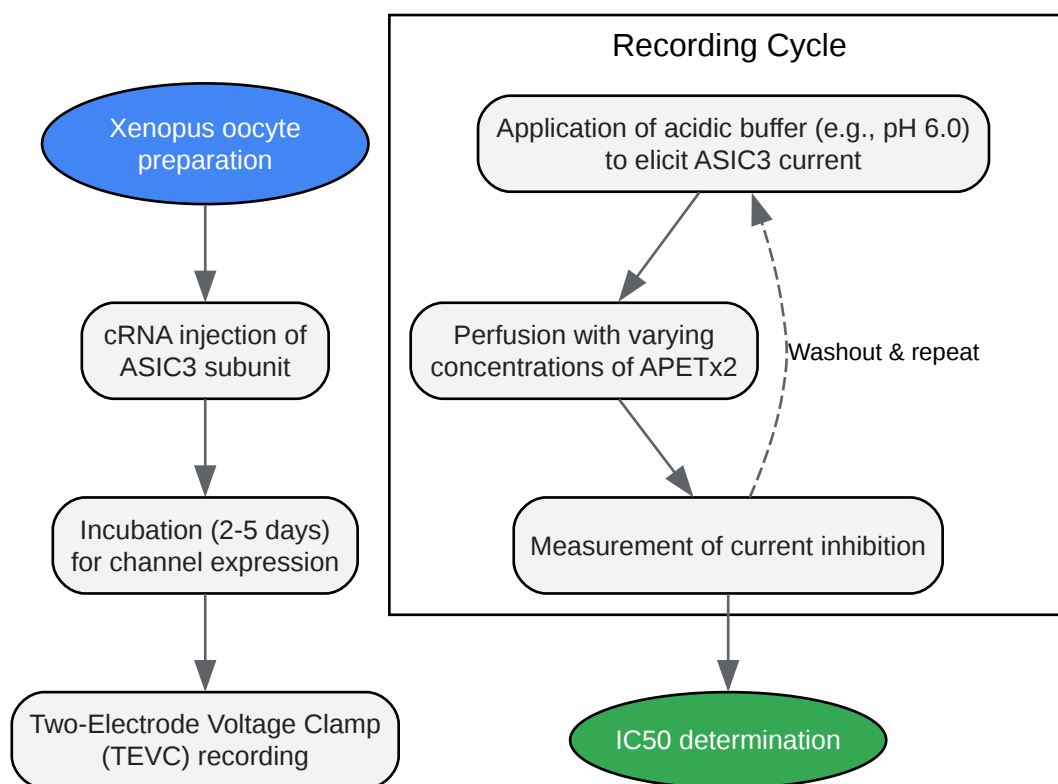 Xenopus oocyte
preparation
cRNA injection of
ASIC3 subunit
Incubation (2-5 days)
for channel expression
Two-Electrode Voltage Clamp
(TEVC) recording
Recording Cycle
Application of acidic buffer (e.g., pH 6.0)
to elicit ASIC3 current
Perfusion with varying
concentrations of APETx2
Washout & repeat
Measurement of current inhibition
IC50 determination